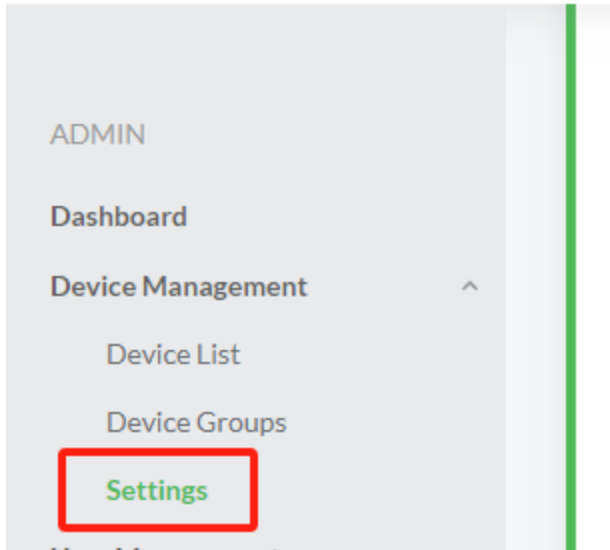 ADMIN
Dashboard
Device Management
Device List
Device Groups
Settings